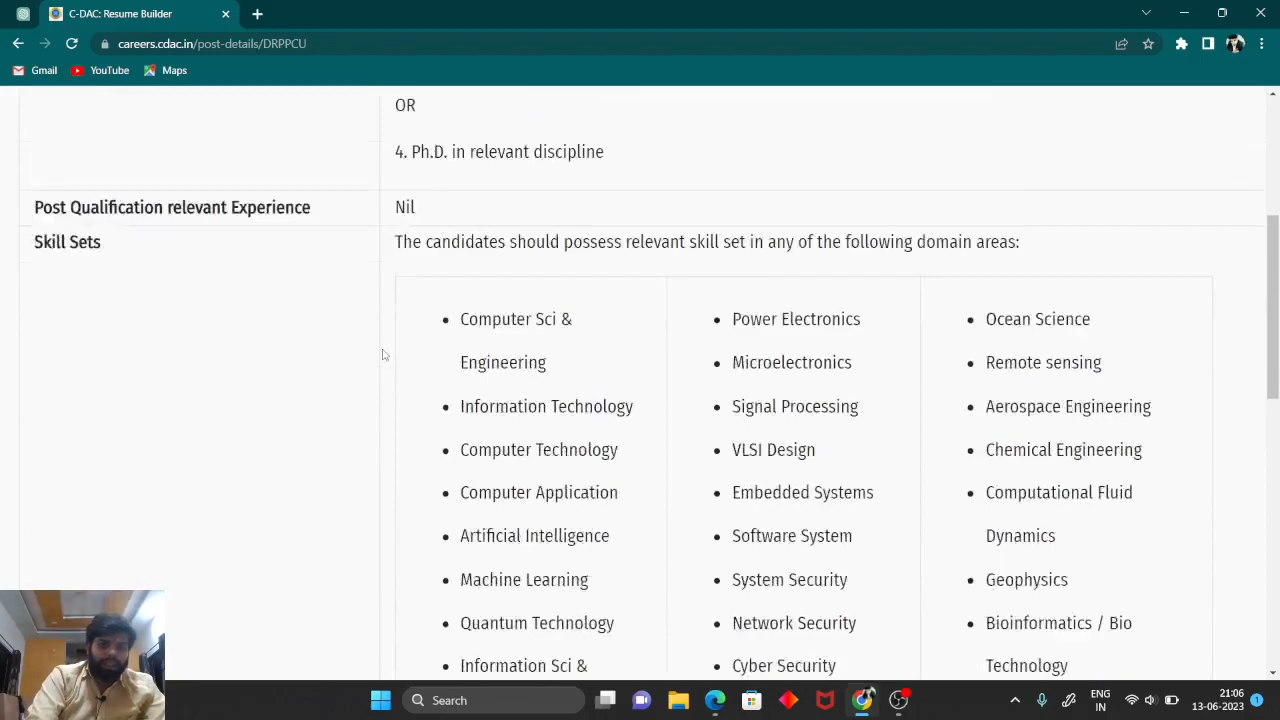 C-DAC: Resume Builder
careers.cdac.in/post-details/DRPPCU
Gmail YouTube Maps
OR
4. Ph.D. in relevant discipline
Post Qualification relevant Experience Nil
Skill Sets The candidates should possess relevant skill set in any of the following domain areas:
Computer Sci & Power Electronics Ocean Science
Engineering Microelectronics Remote sensing
Information Technology Signal Processing Aerospace Engineering
Computer Technology VLSI Design Chemical Engineering
Computer Application Embedded Systems Computational Fluid
Artificial Intelligence Software System Dynamics
Machine Learning System Security Geophysics
Quantum Technology Network Security Bioinformatics / Bio
Information Sci & Cyber Security Technology
Search ENG 21:06
IN 13-06-2023 1